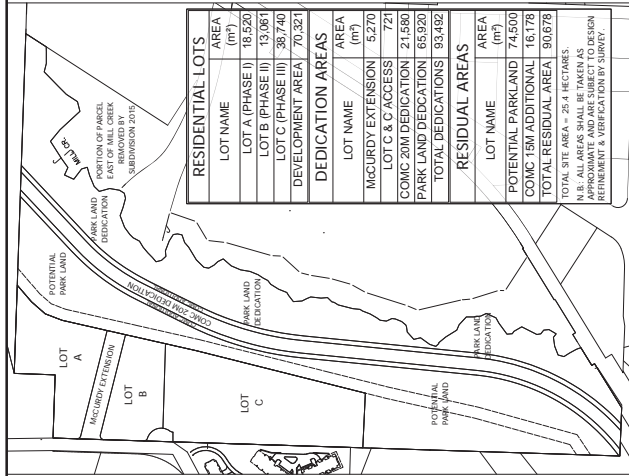 MILL CR.
PORTION OF PARCEL
EAST OF MILL CREEK
REMOVED BY
SUBDIVISION 2015
PARK LAND
DEDICATION
POTENTIAL
PARK LAND
COMC 20M DEDICATION
LOT
A
McCURDY EXTENSION
LOT
B
LOT
C
PARK LAND
DEDICATION
PARK LAND
DEDICATION
POTENTIAL
PARK LAND
RESIDENTIAL LOTS
LOT NAME AREA (m²)
LOT A (PHASE I) 18,520
LOT B (PHASE II) 13,061
LOT C (PHASE III) 38,740
DEVELOPMENT AREA 70,321
DEDICATION AREAS
LOT NAME AREA (m²)
McCURDY EXTENSION 5,270
LOT C & C ACCESS 721
COMC 20M DEDICATION 21,580
PARK LAND DEDCATION 65,920
TOTAL DEDICATIONS 93,492
RESIDUAL AREAS
LOT NAME AREA (m²)
POTENTIAL PARKLAND 74,500
COMC 15M ADDITIONAL 16,178
TOTAL RESIDUAL AREA 90,678
TOTAL SITE AREA = 25.4 HECTARES.
N.B.: ALL AREAS SHALL BE TAKEN AS
APPROXIMATE AND ARE SUBJECT TO DESIGN
REFINEMENT & VERIFICATION BY SURVEY.